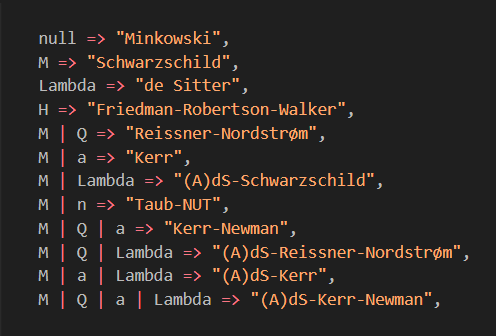 null => "Minkowski",
M => "Schwarzschild",
Lambda => "de Sitter",
H => "Friedman-Robertson-Walker",
M | Q => "Reissner-Nordstrøm",
M | a => "Kerr",
M | Lambda => "(A)dS-Schwarzschild",
M | n => "Taub-NUT",
M | Q | a => "Kerr-Newman",
M | Q | Lambda => "(A)dS-Reissner-Nordstrøm",
M | a | Lambda => "(A)dS-Kerr",
M | Q | a | Lambda => "(A)dS-Kerr-Newman",